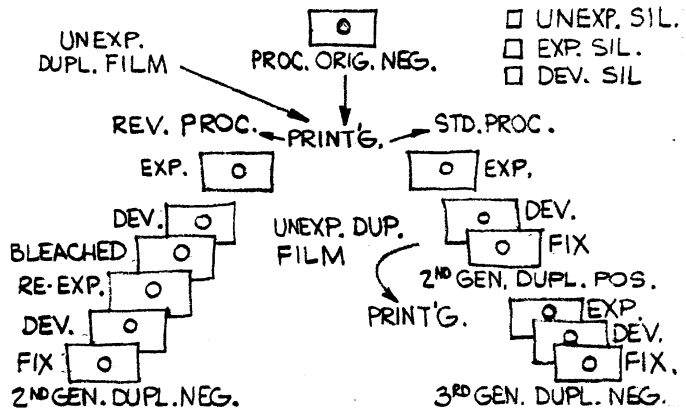 UNEXP.
DUPL. FILM
PROC. ORIG. NEG.
UNEXP. SIL.
EXP. SIL.
DEV. SIL
REV. PROC.
PRINT'G.
STD. PROC.
EXP.
EXP.
DEV.
BLEACHED
RE-EXP.
DEV.
FIX
2ND GEN. DUPL. NEG.
UNEXP. DUP.
FILM
PRINT'G.
DEV.
FIX
2ND GEN. DUPL. POS.
EXP.
DEV.
FIX.
3RD GEN. DUPL. NEG.